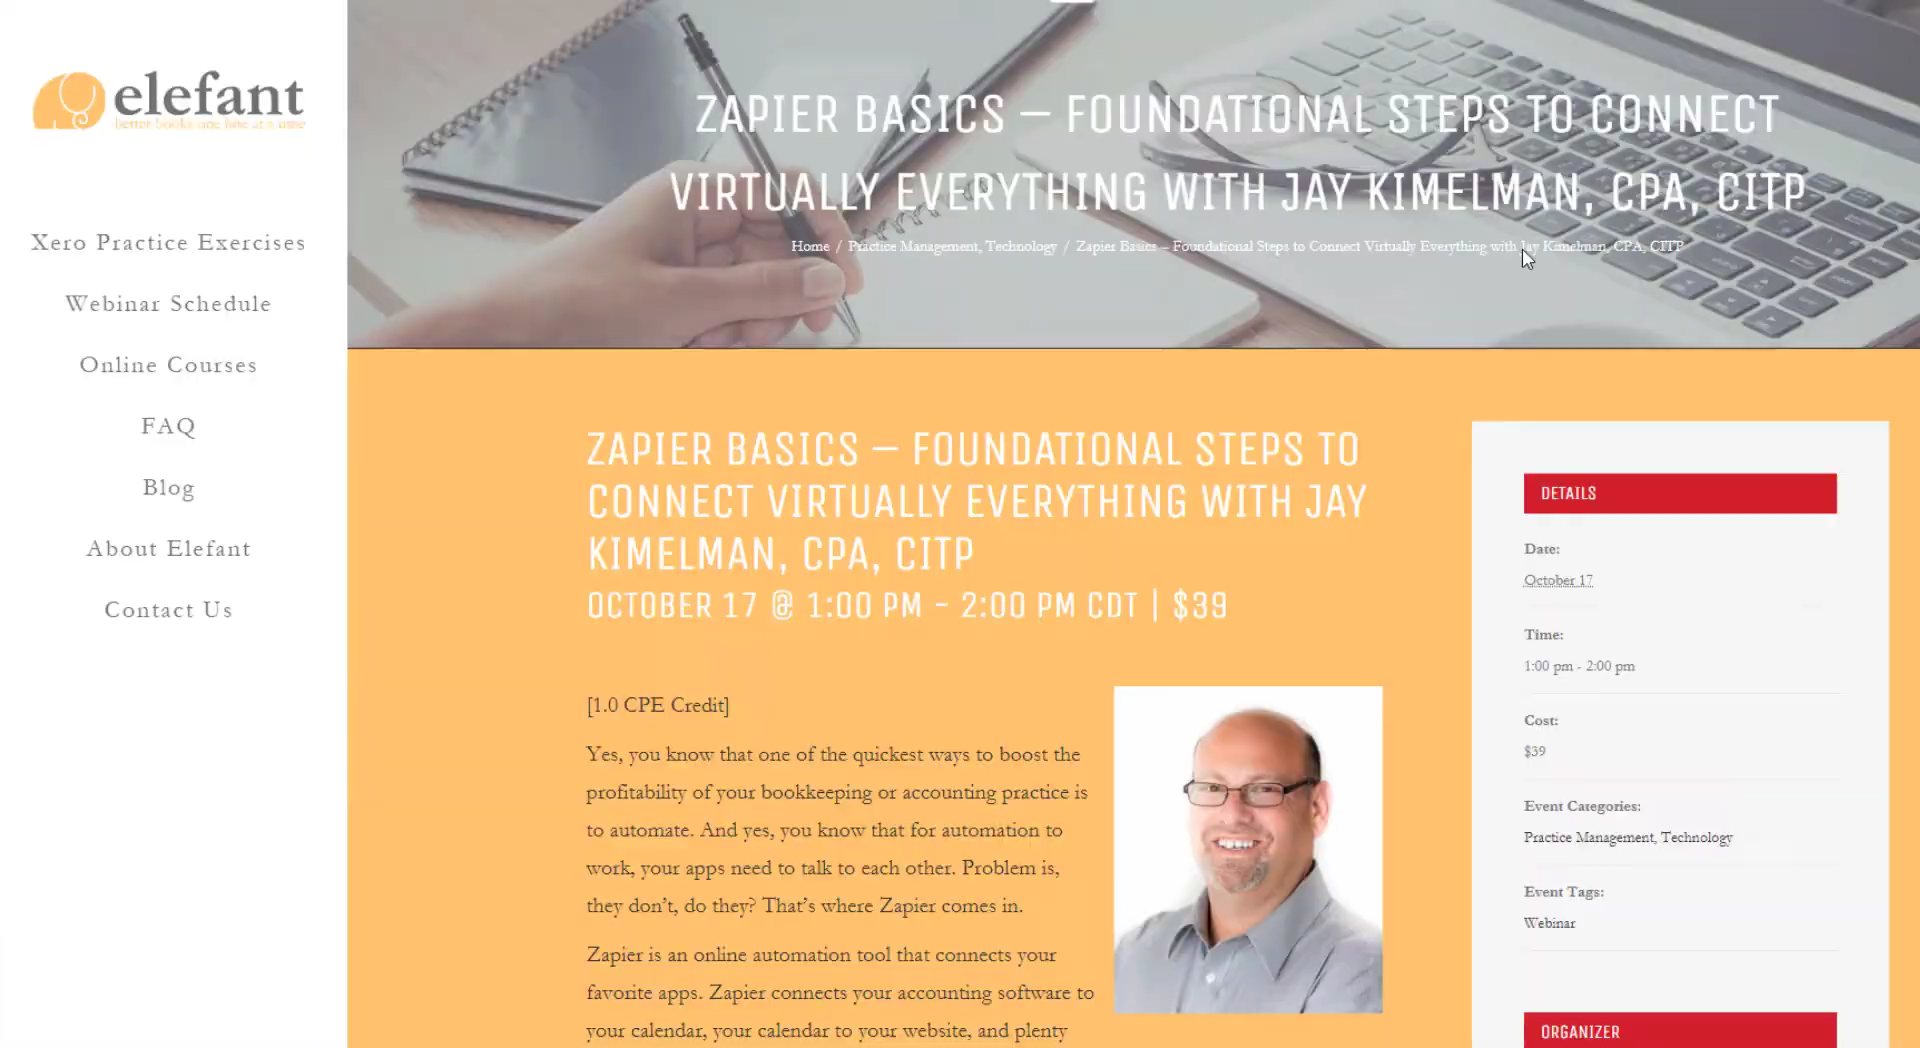 elefant
better books one byte at a time
Xero Practice Exercises
Webinar Schedule
Online Courses
FAQ
Blog
About Elefant
Contact Us
ZAPIER BASICS – FOUNDATIONAL STEPS TO CONNECT
VIRTUALLY EVERYTHING WITH JAY KIMELMAN, CPA, CITP
Home / Practice Management, Technology / Zapier Basics – Foundational Steps to Connect Virtually Everything with Jay Kimelman, CPA, CITP
ZAPIER BASICS – FOUNDATIONAL STEPS TO
CONNECT VIRTUALLY EVERYTHING WITH JAY
KIMELMAN, CPA, CITP
OCTOBER 17 @ 1:00 PM - 2:00 PM CDT | $39
[1.0 CPE Credit]
Yes, you know that one of the quickest ways to boost the
profitability of your bookkeeping or accounting practice is
to automate. And yes, you know that for automation to
work, your apps need to talk to each other. Problem is,
they don’t, do they? That’s where Zapier comes in.
Zapier is an online automation tool that connects your
favorite apps. Zapier connects your accounting software to
your calendar, your calendar to your website, and plenty
DETAILS
Date:
October 17
Time:
1:00 pm - 2:00 pm
Cost:
$39
Event Categories:
Practice Management, Technology
Event Tags:
Webinar
ORGANIZER